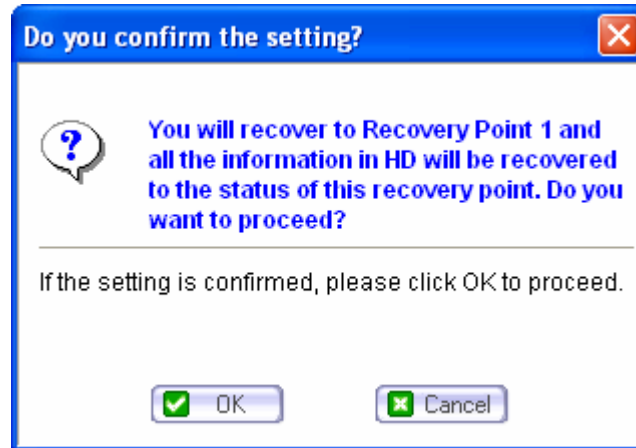 Do you confirm the setting?
You will recover to Recovery Point 1 and
all the information in HD will be recovered
to the status of this recovery point. Do you
want to proceed?
If the setting is confirmed, please click OK to proceed.
OK
Cancel